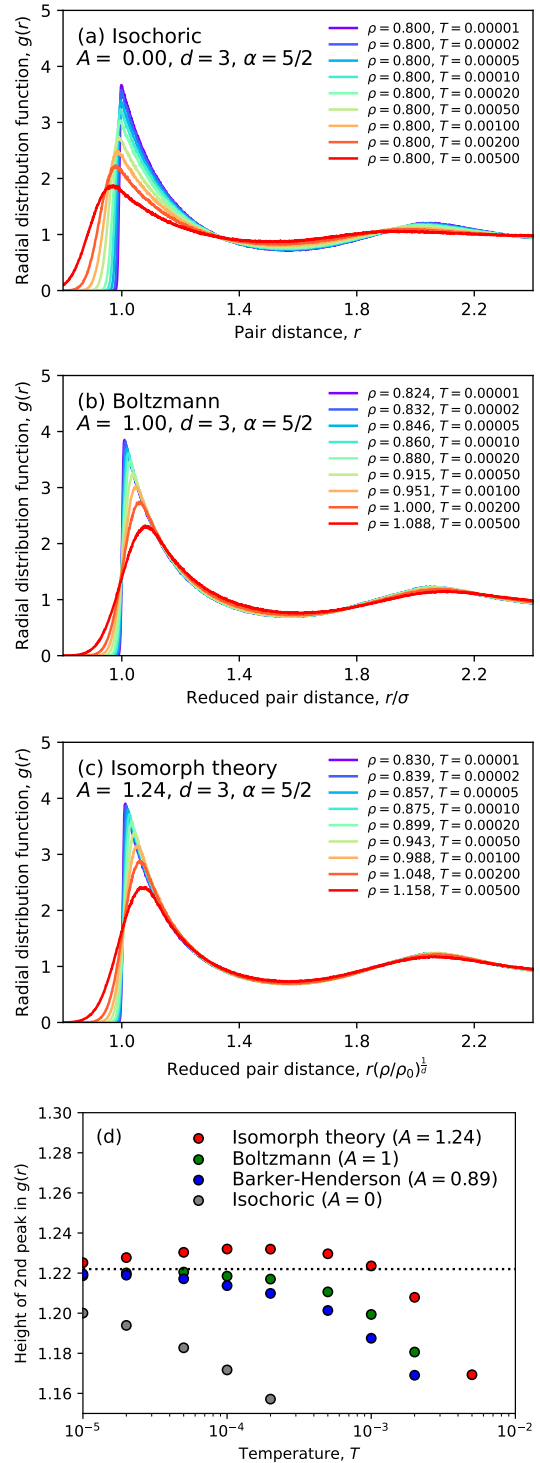 (a) Isochoric
A = 0.00, d = 3, α = 5/2
ρ = 0.800, T = 0.00001
ρ = 0.800, T = 0.00002
ρ = 0.800, T = 0.00005
ρ = 0.800, T = 0.00010
ρ = 0.800, T = 0.00020
ρ = 0.800, T = 0.00050
ρ = 0.800, T = 0.00100
ρ = 0.800, T = 0.00200
ρ = 0.800, T = 0.00500
Radial distribution function, g(r)
5
4
3
2
1
0
1.0 1.4 1.8 2.2
Pair distance, r
(b) Boltzmann
A = 1.00, d = 3, α = 5/2
ρ = 0.824, T = 0.00001
ρ = 0.832, T = 0.00002
ρ = 0.846, T = 0.00005
ρ = 0.860, T = 0.00010
ρ = 0.880, T = 0.00020
ρ = 0.915, T = 0.00050
ρ = 0.951, T = 0.00100
ρ = 1.000, T = 0.00200
ρ = 1.088, T = 0.00500
Radial distribution function, g(r)
5
4
3
2
1
0
1.0 1.4 1.8 2.2
Reduced pair distance, r/σ
(c) Isomorph theory
A = 1.24, d = 3, α = 5/2
ρ = 0.830, T = 0.00001
ρ = 0.839, T = 0.00002
ρ = 0.857, T = 0.00005
ρ = 0.875, T = 0.00010
ρ = 0.899, T = 0.00020
ρ = 0.943, T = 0.00050
ρ = 0.988, T = 0.00100
ρ = 1.048, T = 0.00200
ρ = 1.158, T = 0.00500
Radial distribution function, g(r)
5
4
3
2
1
0
1.0 1.4 1.8 2.2
Reduced pair distance, r(ρ/ρ₀)^(1/d)
(d)
Isomorph theory (A = 1.24)
Boltzmann (A = 1)
Barker-Henderson (A = 0.89)
Isochoric (A = 0)
Height of 2nd peak in g(r)
1.30
1.28
1.26
1.24
1.22
1.20
1.18
1.16
10⁻⁵ 10⁻⁴ 10⁻³ 10⁻²
Temperature, T